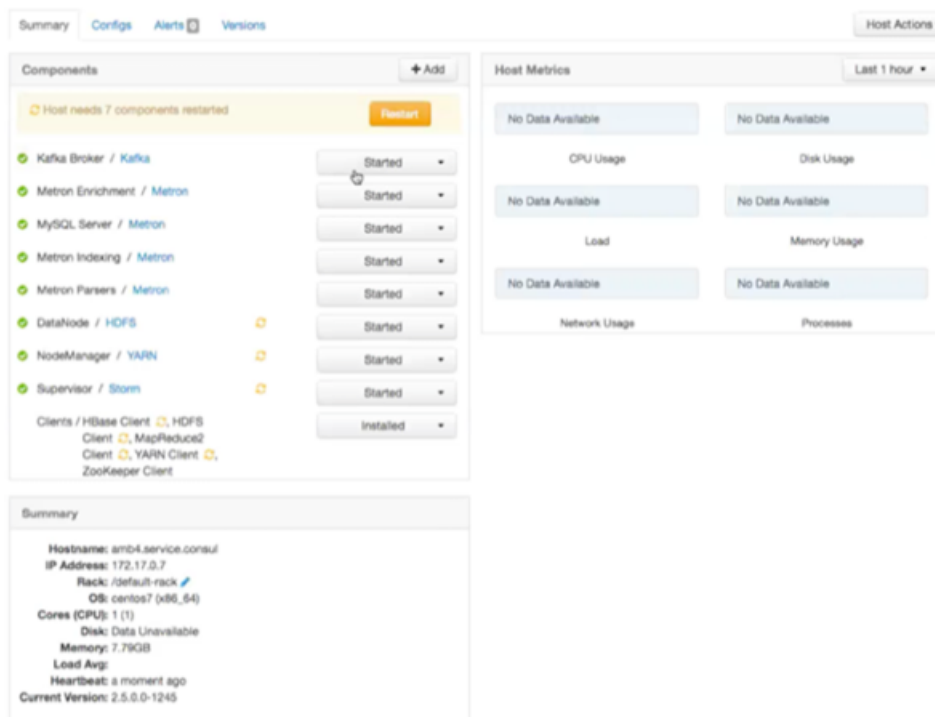 Summary Configs Alerts 0 Versions
Host Actions
Components
+ Add
Host needs 7 components restarted
Restart
Kafka Broker / Kafka
Started
Metron Enrichment / Metron
Started
MySQL Server / Metron
Started
Metron Indexing / Metron
Started
Metron Parsers / Metron
Started
DataNode / HDFS
Started
NodeManager / YARN
Started
Supervisor / Storm
Started
Clients / HBase Client , HDFS
Client , MapReduce2
Client , YARN Client ,
ZooKeeper Client
Installed
Host Metrics
Last 1 hour
No Data Available
CPU Usage
No Data Available
Disk Usage
No Data Available
Load
No Data Available
Memory Usage
No Data Available
Network Usage
No Data Available
Processes
Summary
Hostname: amb4.service.consul
IP Address: 172.17.0.7
Rack: /default-rack
OS: centos7 (x86_64)
Cores (CPU): 1 (1)
Disk: Data Unavailable
Memory: 7.79GB
Load Avg:
Heartbeat: a moment ago
Current Version: 2.5.0.0-1245